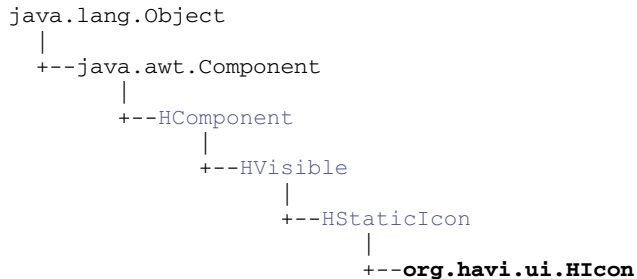 java.lang.Object
|
+--java.awt.Component
|
+--HComponent
|
+--HVisible
|
+--HStaticIcon
|
+--org.havi.ui.HIcon